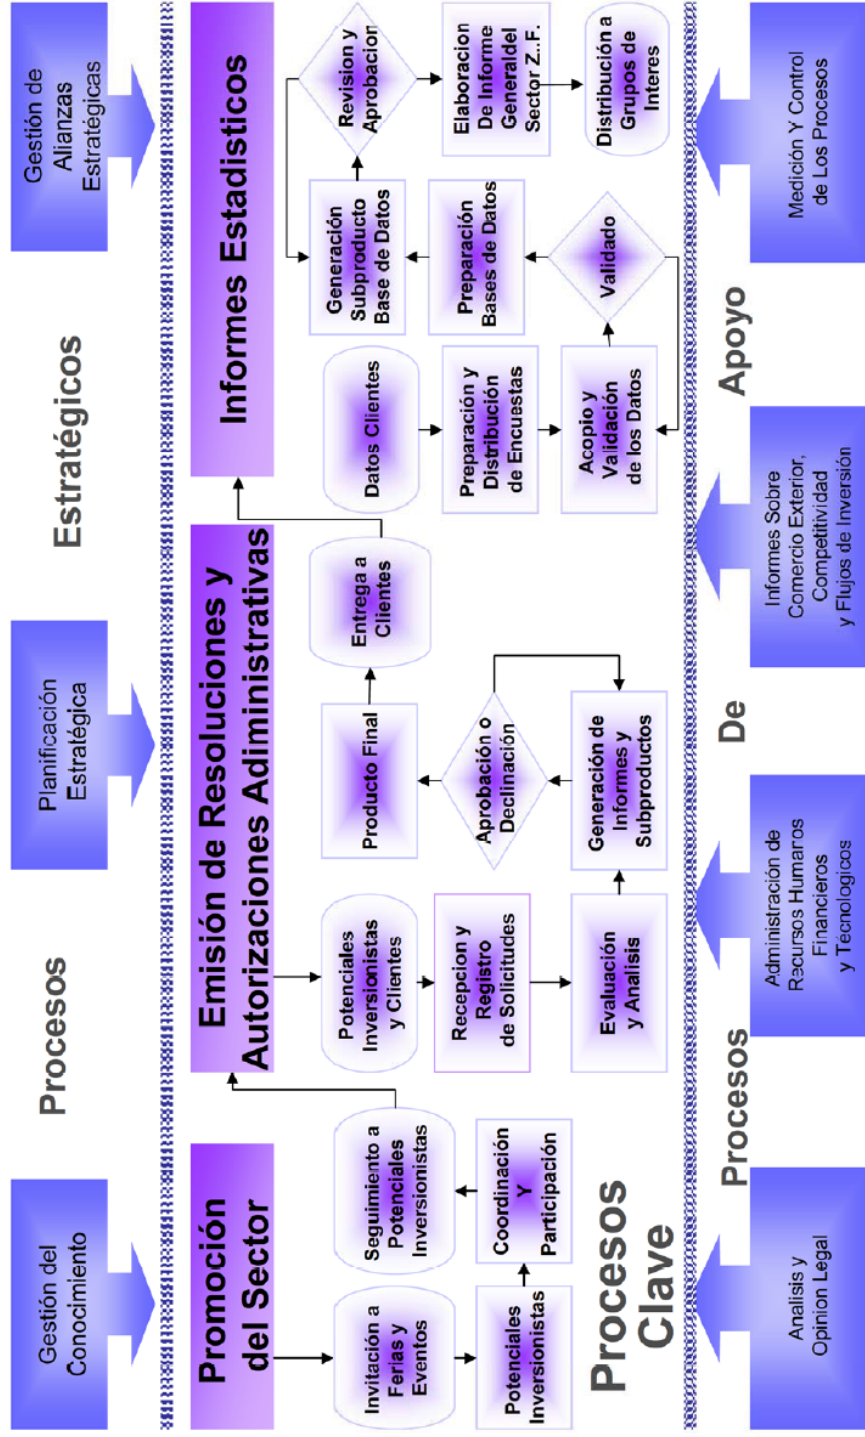 Gestión del
Conocimiento
Planificación
Estratégica
Gestión de
Alianzas
Estratégicas
Procesos
Estratégicos
Promoción
del Sector
Emisión de Resoluciones y
Autorizaciones Adiministrativas
Informes Estadisticos
Invitación a
Ferias y
Eventos
Potenciales
Inversionistas
Coordinación
Y
Participación
Seguimiento a
Potenciales
Inversionistas
Potenciales
Inversionistas
y Clientes
Recepcion y
Registro
de Solicitudes
Evaluación
y Analisis
Generación de
Informes y
Subproductos
Aprobación o
Declinación
Producto Final
Entrega a
Clientes
Datos Clientes
Preparación y
Distribución
de Encuestas
Acopio y
Validación
de los Datos
Validado
Preparación
Bases de Datos
Generación
Subproducto
Base de Datos
Revision y
Aprobacion
Elaboracion
De Informe
Generaldel
Sector Z..F.
Distribución a
Grupos de
Interes
Procesos
Clave
Procesos
De
Apoyo
Analisis y
Opinion Legal
Administración de
Recursos Humanos
Financieros
y Técnologicos
Informes Sobre
Comercio Exterior,
Competitividad
y Flujos de Inversión
Medición Y Control
de Los Procesos